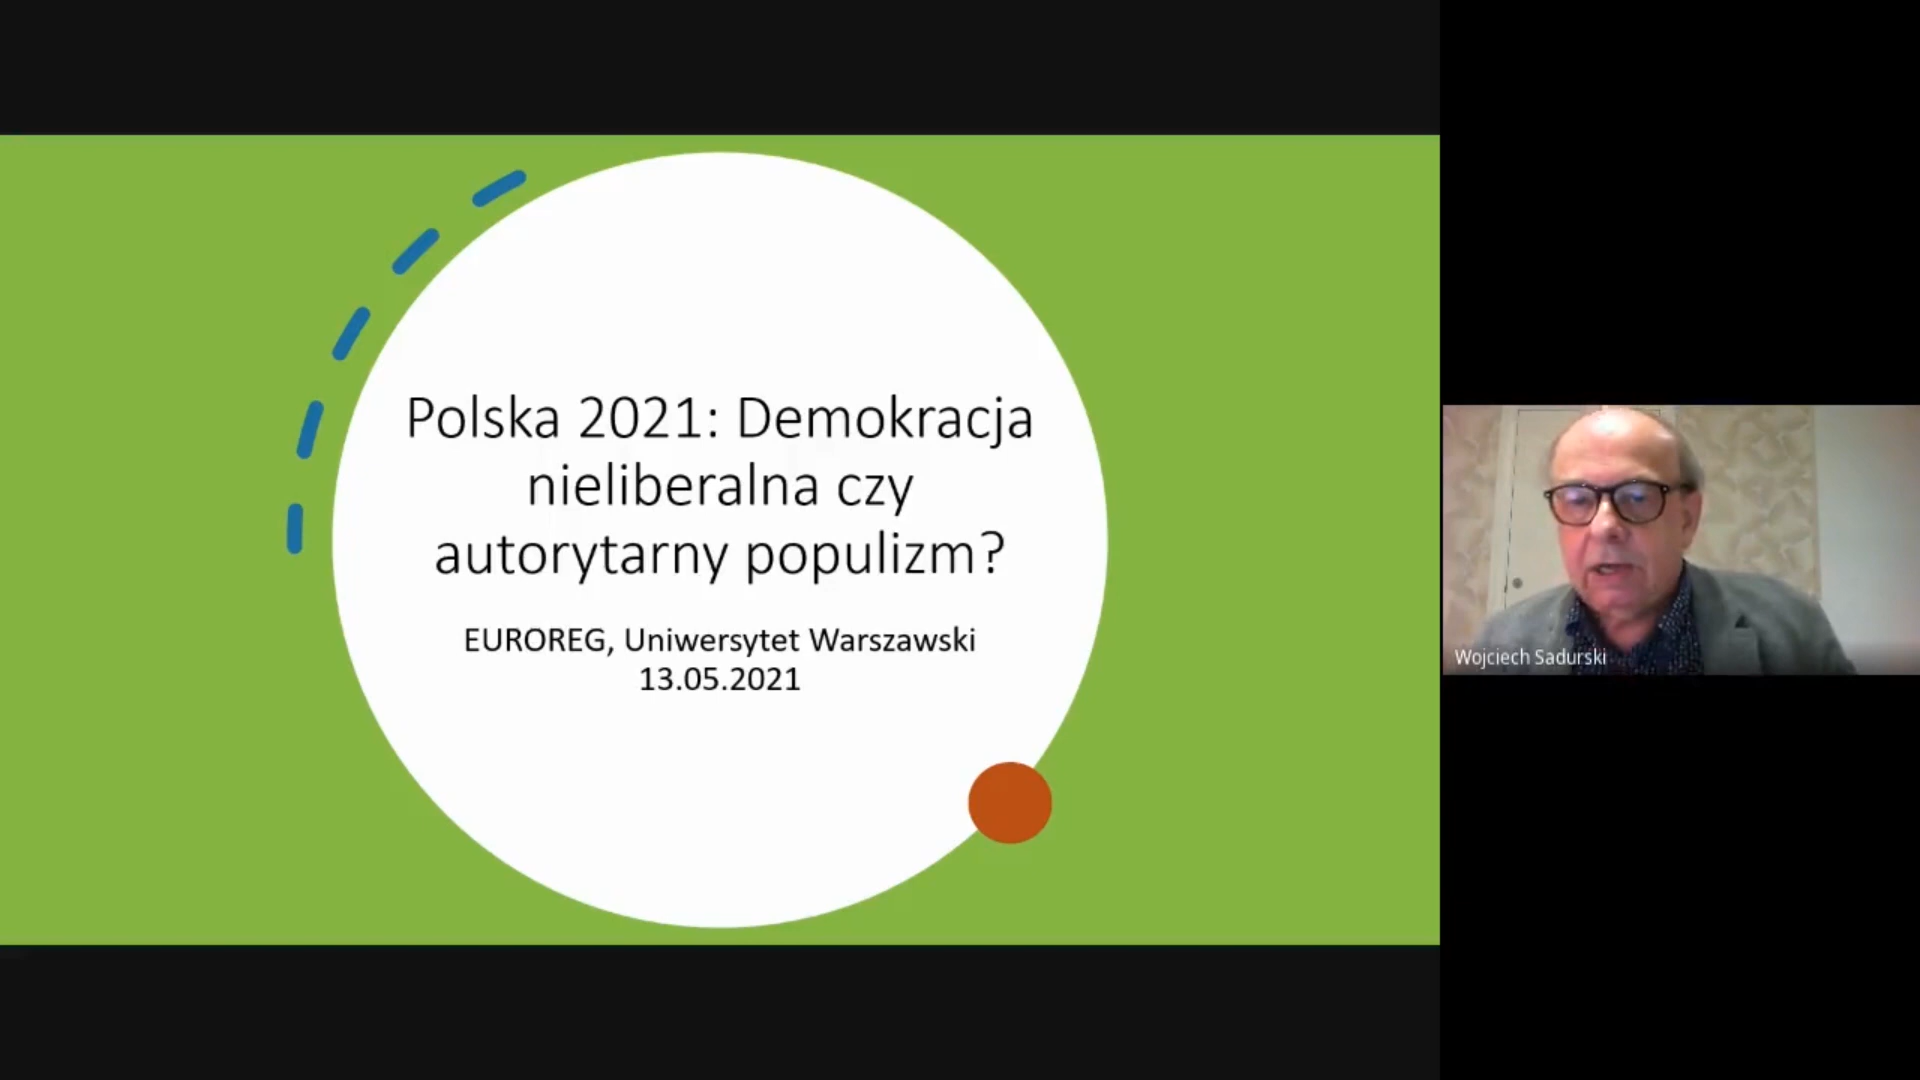 Polska 2021: Demokracja
nieliberalna czy
autorytarny populizm?
EUROREG, Uniwersytet Warszawski
13.05.2021
Wojciech Sadurski